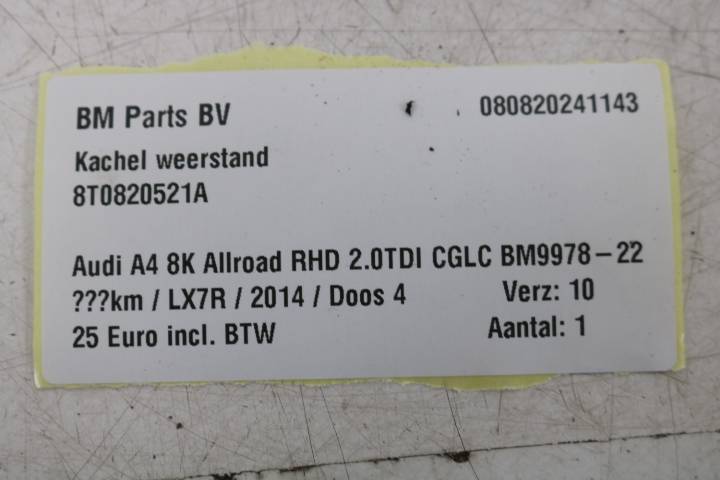 BM Parts BV 080820241143
Kachel weerstand
8T0820521A
Audi A4 8K Allroad RHD 2.0TDI CGLC BM9978-22
???km / LX7R / 2014 / Doos 4 Verz: 10
25 Euro incl. BTW Aantal: 1